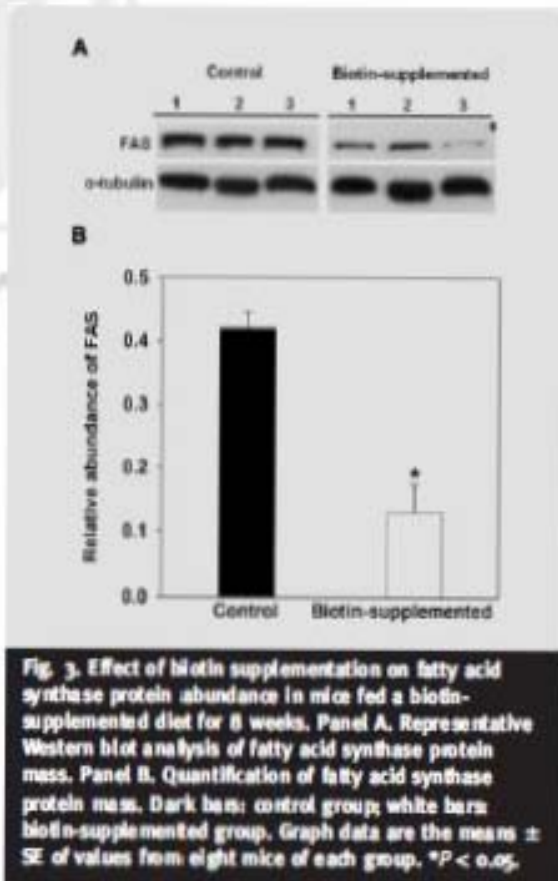 A
Control Biotin-supplemented
1 2 3 1 2 3
FAS
α-tubulin
B
Relative abundance of FAS
0.5
0.4
0.3
0.2
0.1
0.0
*
Control Biotin-supplemented
Fig. 3. Effect of biotin supplementation on fatty acid
synthase protein abundance in mice fed a biotin-
supplemented diet for 8 weeks. Panel A. Representative
Western blot analysis of fatty acid synthase protein
mass. Panel B. Quantification of fatty acid synthase
protein mass. Dark bars: control group; white bars:
biotin-supplemented group. Graph data are the means ±
SE of values from eight mice of each group. *P < 0.05.